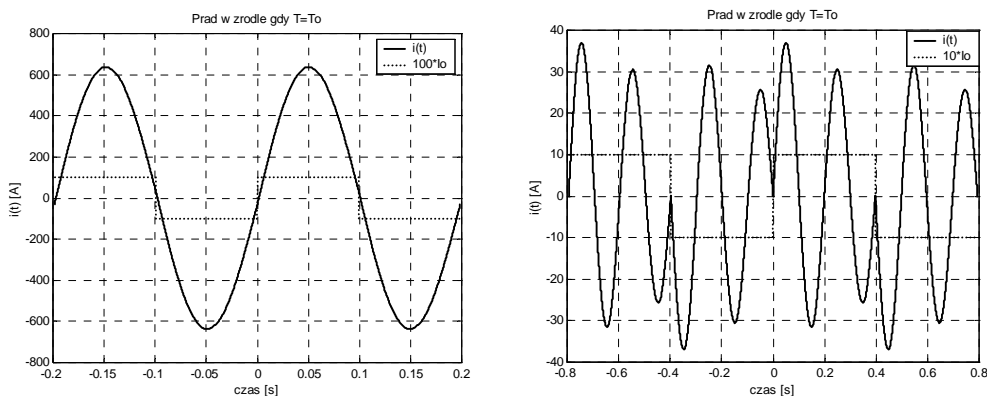 Prad w zrodle gdy T=To
i(t)
100*Io
800
600
400
200
0
-200
-400
-600
-800
i(t) [A]
-0.2 -0.15 -0.1 -0.05 0 0.05 0.1 0.15 0.2
czas [s]
Prad w zrodle gdy T=To
i(t)
10*Io
40
30
20
10
0
-10
-20
-30
-40
i(t) [A]
-0.8 -0.6 -0.4 -0.2 0 0.2 0.4 0.6 0.8
czas [s]